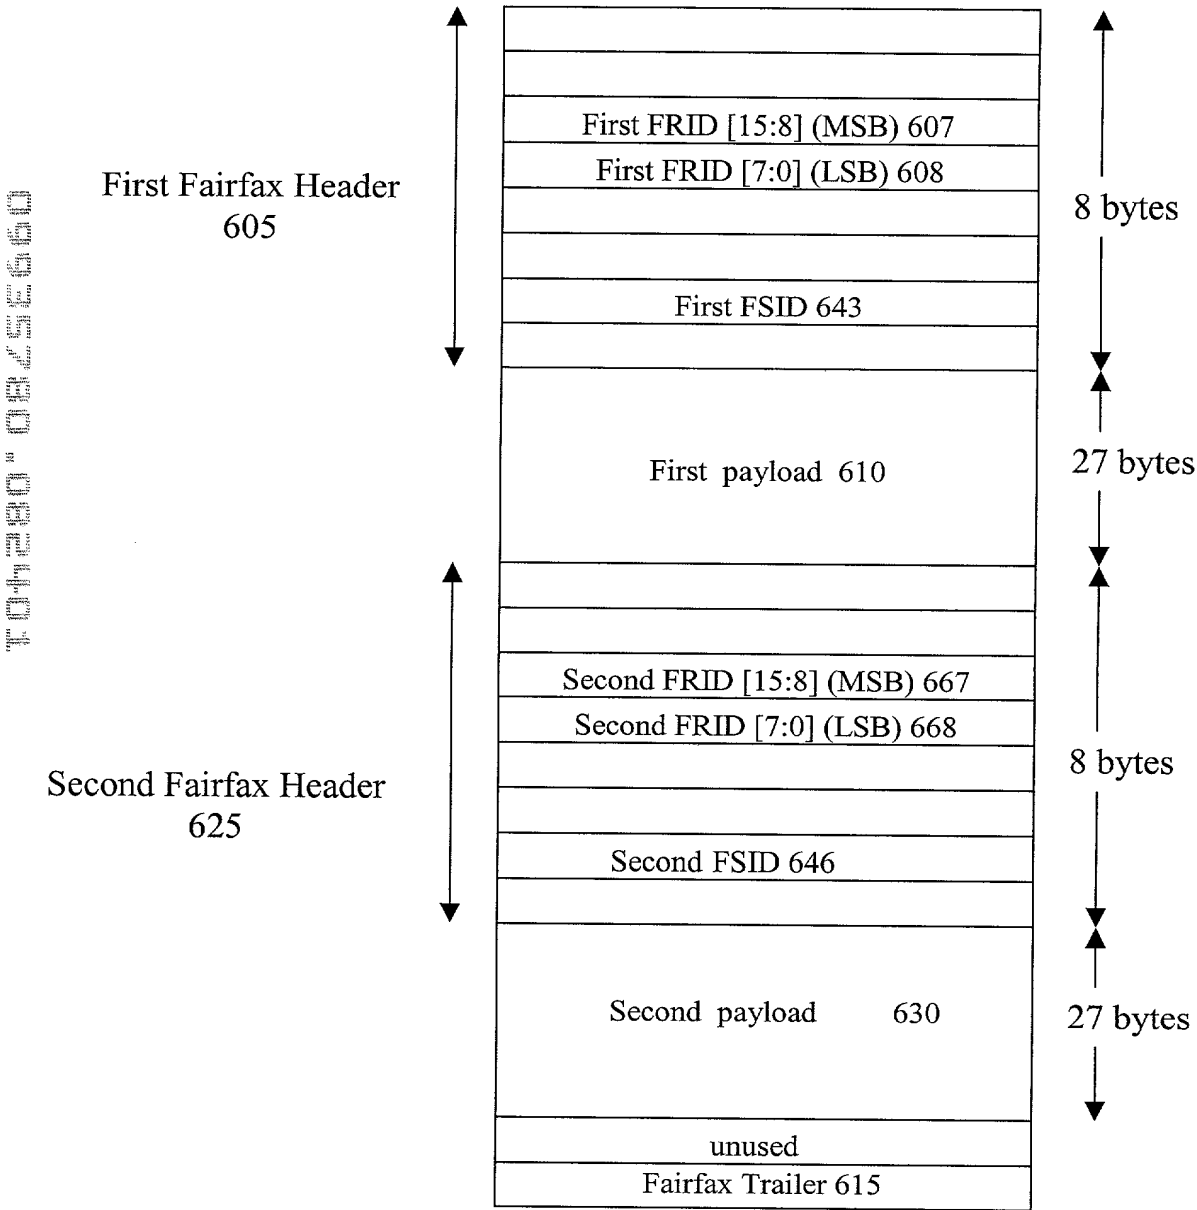 First FRID [15:8] (MSB) 607
First FRID [7:0] (LSB) 608
First Fairfax Header
605
8 bytes
First FSID 643
First payload 610
27 bytes
Second FRID [15:8] (MSB) 667
Second FRID [7:0] (LSB) 668
Second Fairfax Header
625
8 bytes
Second FSID 646
Second payload 630
27 bytes
unused
Fairfax Trailer 615
09935780.082401